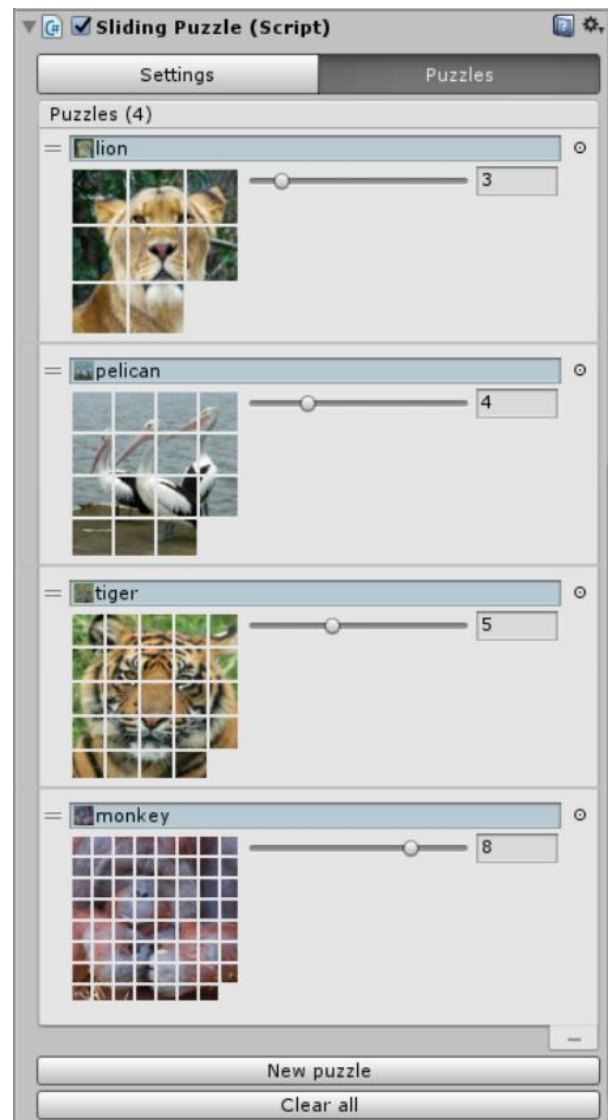 Sliding Puzzle (Script)
Settings
Puzzles
Puzzles (4)
lion
3
pelican
4
tiger
5
monkey
8
New puzzle
Clear all